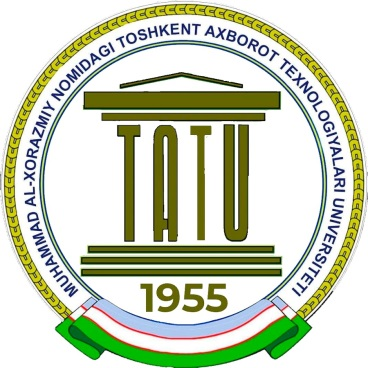 MUHAMMAD AL-XORAZMIY NOMIDAGI TOSHKENT AXBOROT TEXNOLOGIYALARI UNIVERSITETI
TATU
1955